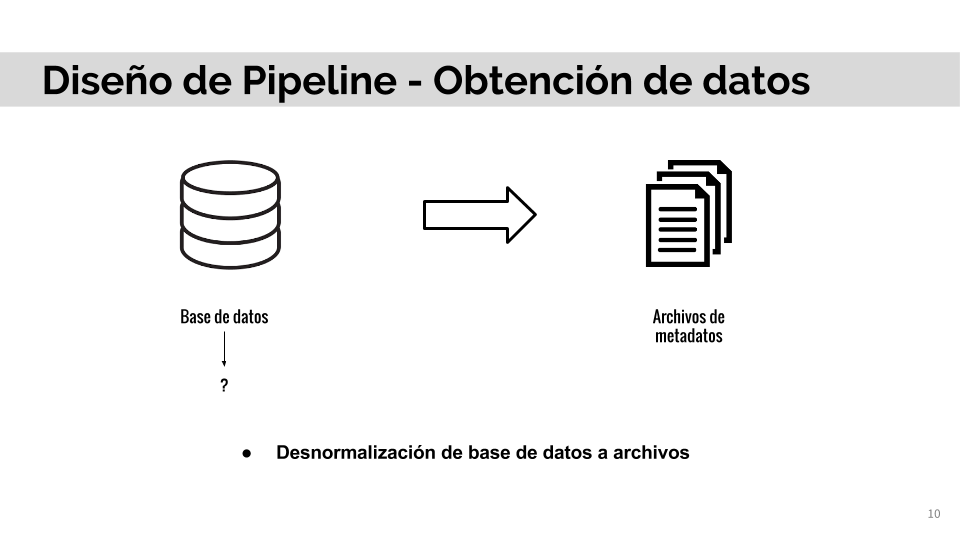 Diseño de Pipeline - Obtención de datos
Base de datos
?
Archivos de
metadatos
● Desnormalización de base de datos a archivos
10